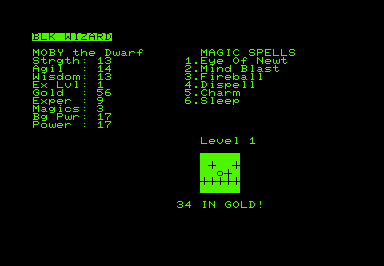 BLK WIZARD
MOBY the Dwarf
Strgth: 13
Agil  : 14
Wisdom: 13
Ex Lvl: 1
Gold  : 56
Exper : 9
Magics: 3
Bg Pwr: 17
Power : 17
MAGIC SPELLS
1.Eye Of Newt
2.Mind Blast
3.Fireball
4.Dispell
5.Charm
6.Sleep
Level 1
34 IN GOLD!